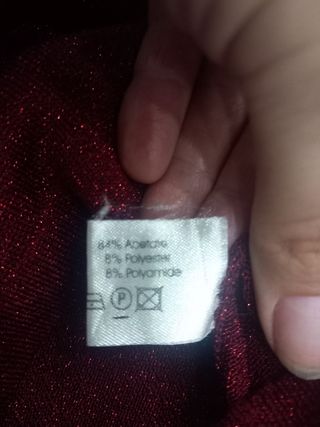 84% Acetate
8% Polyester
8% Polyamide
P